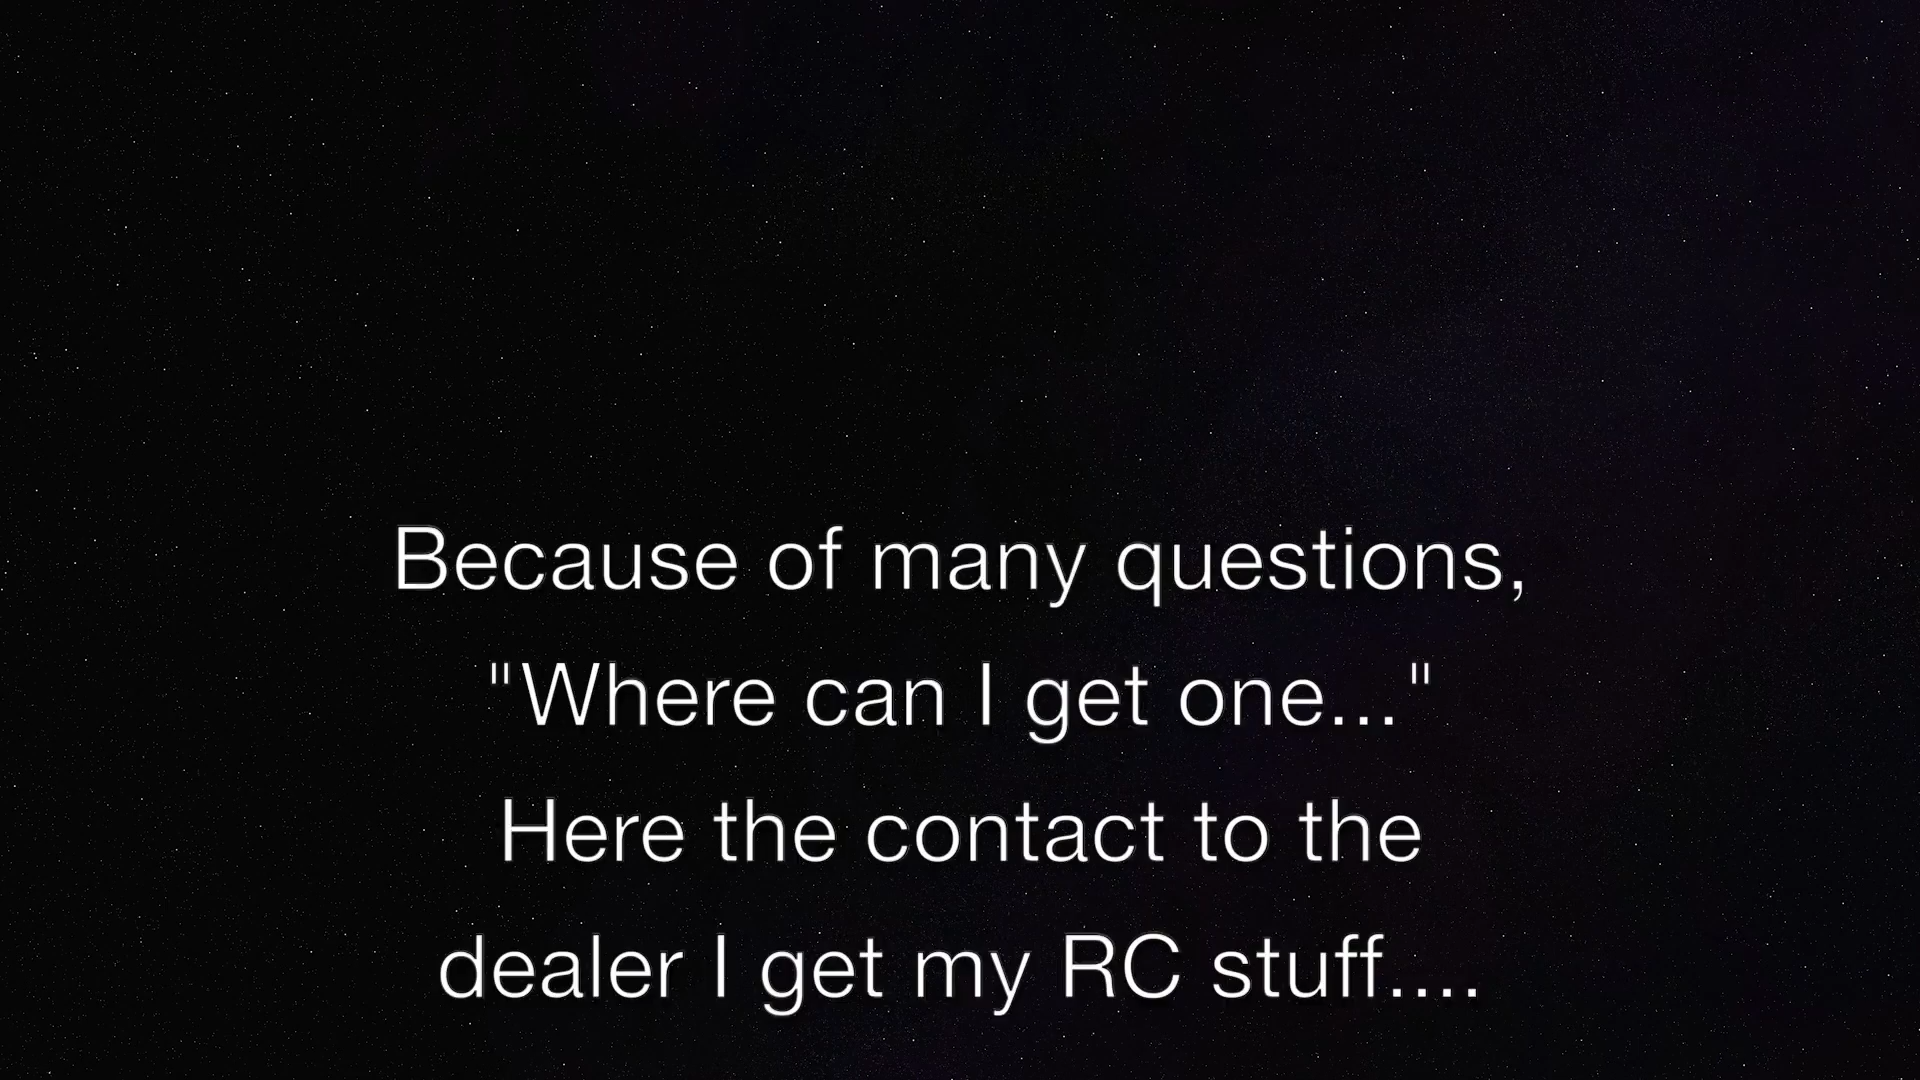 Because of many questions,
"Where can I get one..."
Here the contact to the
dealer I get my RC stuff....